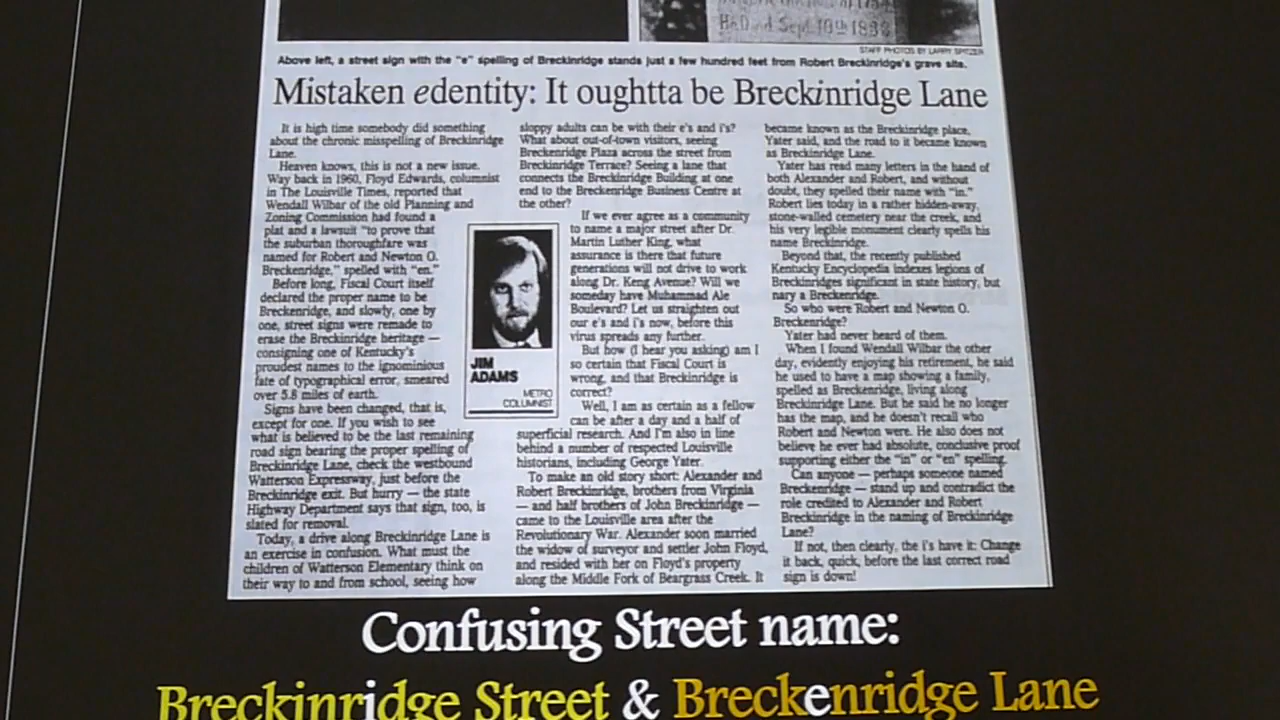 B&D and Sept 10th 1833
STAFF PHOTOS BY LARRY SPITZER
Above left, a street sign with the "e" spelling of Breckinridge stands just a few hundred feet from Robert Breckinridge's grave site.
Mistaken edentity: It oughtta be Breckinridge Lane
It is high time somebody did something
about the chronic misspelling of Breckinridge
Lane.
Heaven knows, this is not a new issue.
Way back in 1960, Floyd Edwards, columnist
in The Louisville Times, reported that
Wendall Wilbar of the old Planning and
Zoning Commission had found a
plat and a lawsuit "to prove that
the suburban thoroughfare was
named for Robert and Newton O.
Breckenridge," spelled with "en."
Before long, Fiscal Court itself
declared the proper name to be
Breckenridge, and slowly, one by
one, street signs were remade to
erase the Breckinridge heritage —
consigning one of Kentucky's
proudest names to the ignominious
fate of typographical error, smeared
over 5.8 miles of earth.
Signs have been changed, that is,
except for one. If you wish to see
what is believed to be the last remaining
road sign bearing the proper spelling of
Breckinridge Lane, check the westbound
Watterson Expressway, just before the
Breckinridge exit. But hurry — the state
Highway Department says that sign, too, is
slated for removal.
Today, a drive along Breckinridge Lane is
an exercise in confusion. What must the
children of Watterson Elementary think on
their way to and from school, seeing how
sloppy adults can be with their e's and i's?
What about out-of-town visitors, seeing
Breckenridge Plaza across the street from
Breckinridge Terrace? Seeing a lane that
connects the Breckinridge Building at one
end to the Breckenridge Business Centre at
the other?
If we ever agree as a community
to name a major street after Dr.
Martin Luther King, what
assurance is there that future
generations will not drive to work
along Dr. Keng Avenue? Will we
someday have Muhammad Ale
Boulevard? Let us straighten out
our e's and i's now, before this
virus spreads any further.
But how (I hear you asking) am I
so certain that Fiscal Court is
wrong, and that Breckinridge is
correct?
Well, I am as certain as a fellow
can be after a day and a half of
superficial research. And I'm also in line
behind a number of respected Louisville
historians, including George Yater.
To make an old story short: Alexander and
Robert Breckinridge, brothers from Virginia
— and half brothers of John Breckinridge —
came to the Louisville area after the
Revolutionary War. Alexander soon married
the widow of surveyor and settler John Floyd,
and resided with her on Floyd's property
along the Middle Fork of Beargrass Creek. It
JIM
ADAMS
METRO
COLUMNIST
became known as the Breckinridge place,
Yater said, and the road to it became known
as Breckinridge Lane.
Yater has read many letters in the hand of
both Alexander and Robert, and without
doubt, they spelled their name with "in."
Robert lies today in a rather hidden-away,
stone-walled cemetery near the creek, and
his very legible monument clearly spells his
name Breckinridge.
Beyond that, the recently published
Kentucky Encyclopedia indexes legions of
Breckinridges significant in state history, but
nary a Breckenridge.
So who were Robert and Newton O.
Breckenridge?
Yater had never heard of them.
When I found Wendall Wilbar the other
day, evidently enjoying his retirement, he said
he used to have a map showing a family,
spelled as Breckenridge, living along
Breckinridge Lane. But he said he no longer
has the map, and he doesn't recall who
Robert and Newton were. He also does not
believe he ever had absolute, conclusive proof
supporting either the "in" or "en" spelling.
Can anyone — perhaps someone named
Breckenridge — stand up and contradict the
role credited to Alexander and Robert
Breckinridge in the naming of Breckinridge
Lane?
If not, then clearly, the i's have it: Change
it back, quick, before the last correct road
sign is down!
Confusing Street name:
Breckinridge Street & Breckenridge Lane